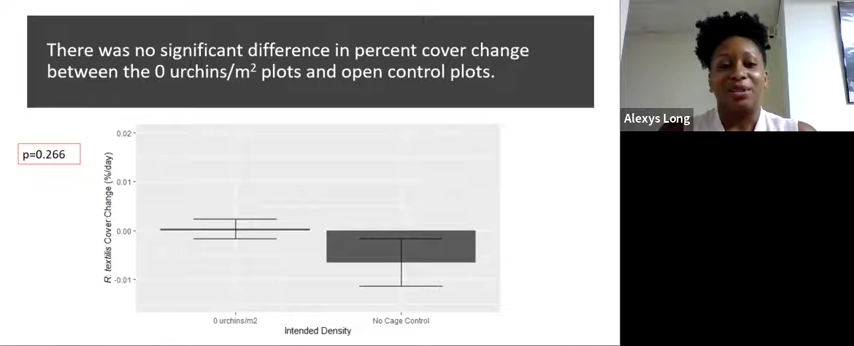 There was no significant difference in percent cover change
between the 0 urchins/m² plots and open control plots.
Alexys Long
p=0.266
R. textilis Cover Change (%/day)
0.02
0.01
0.00
-0.01
0 urchins/m2
No Cage Control
Intended Density